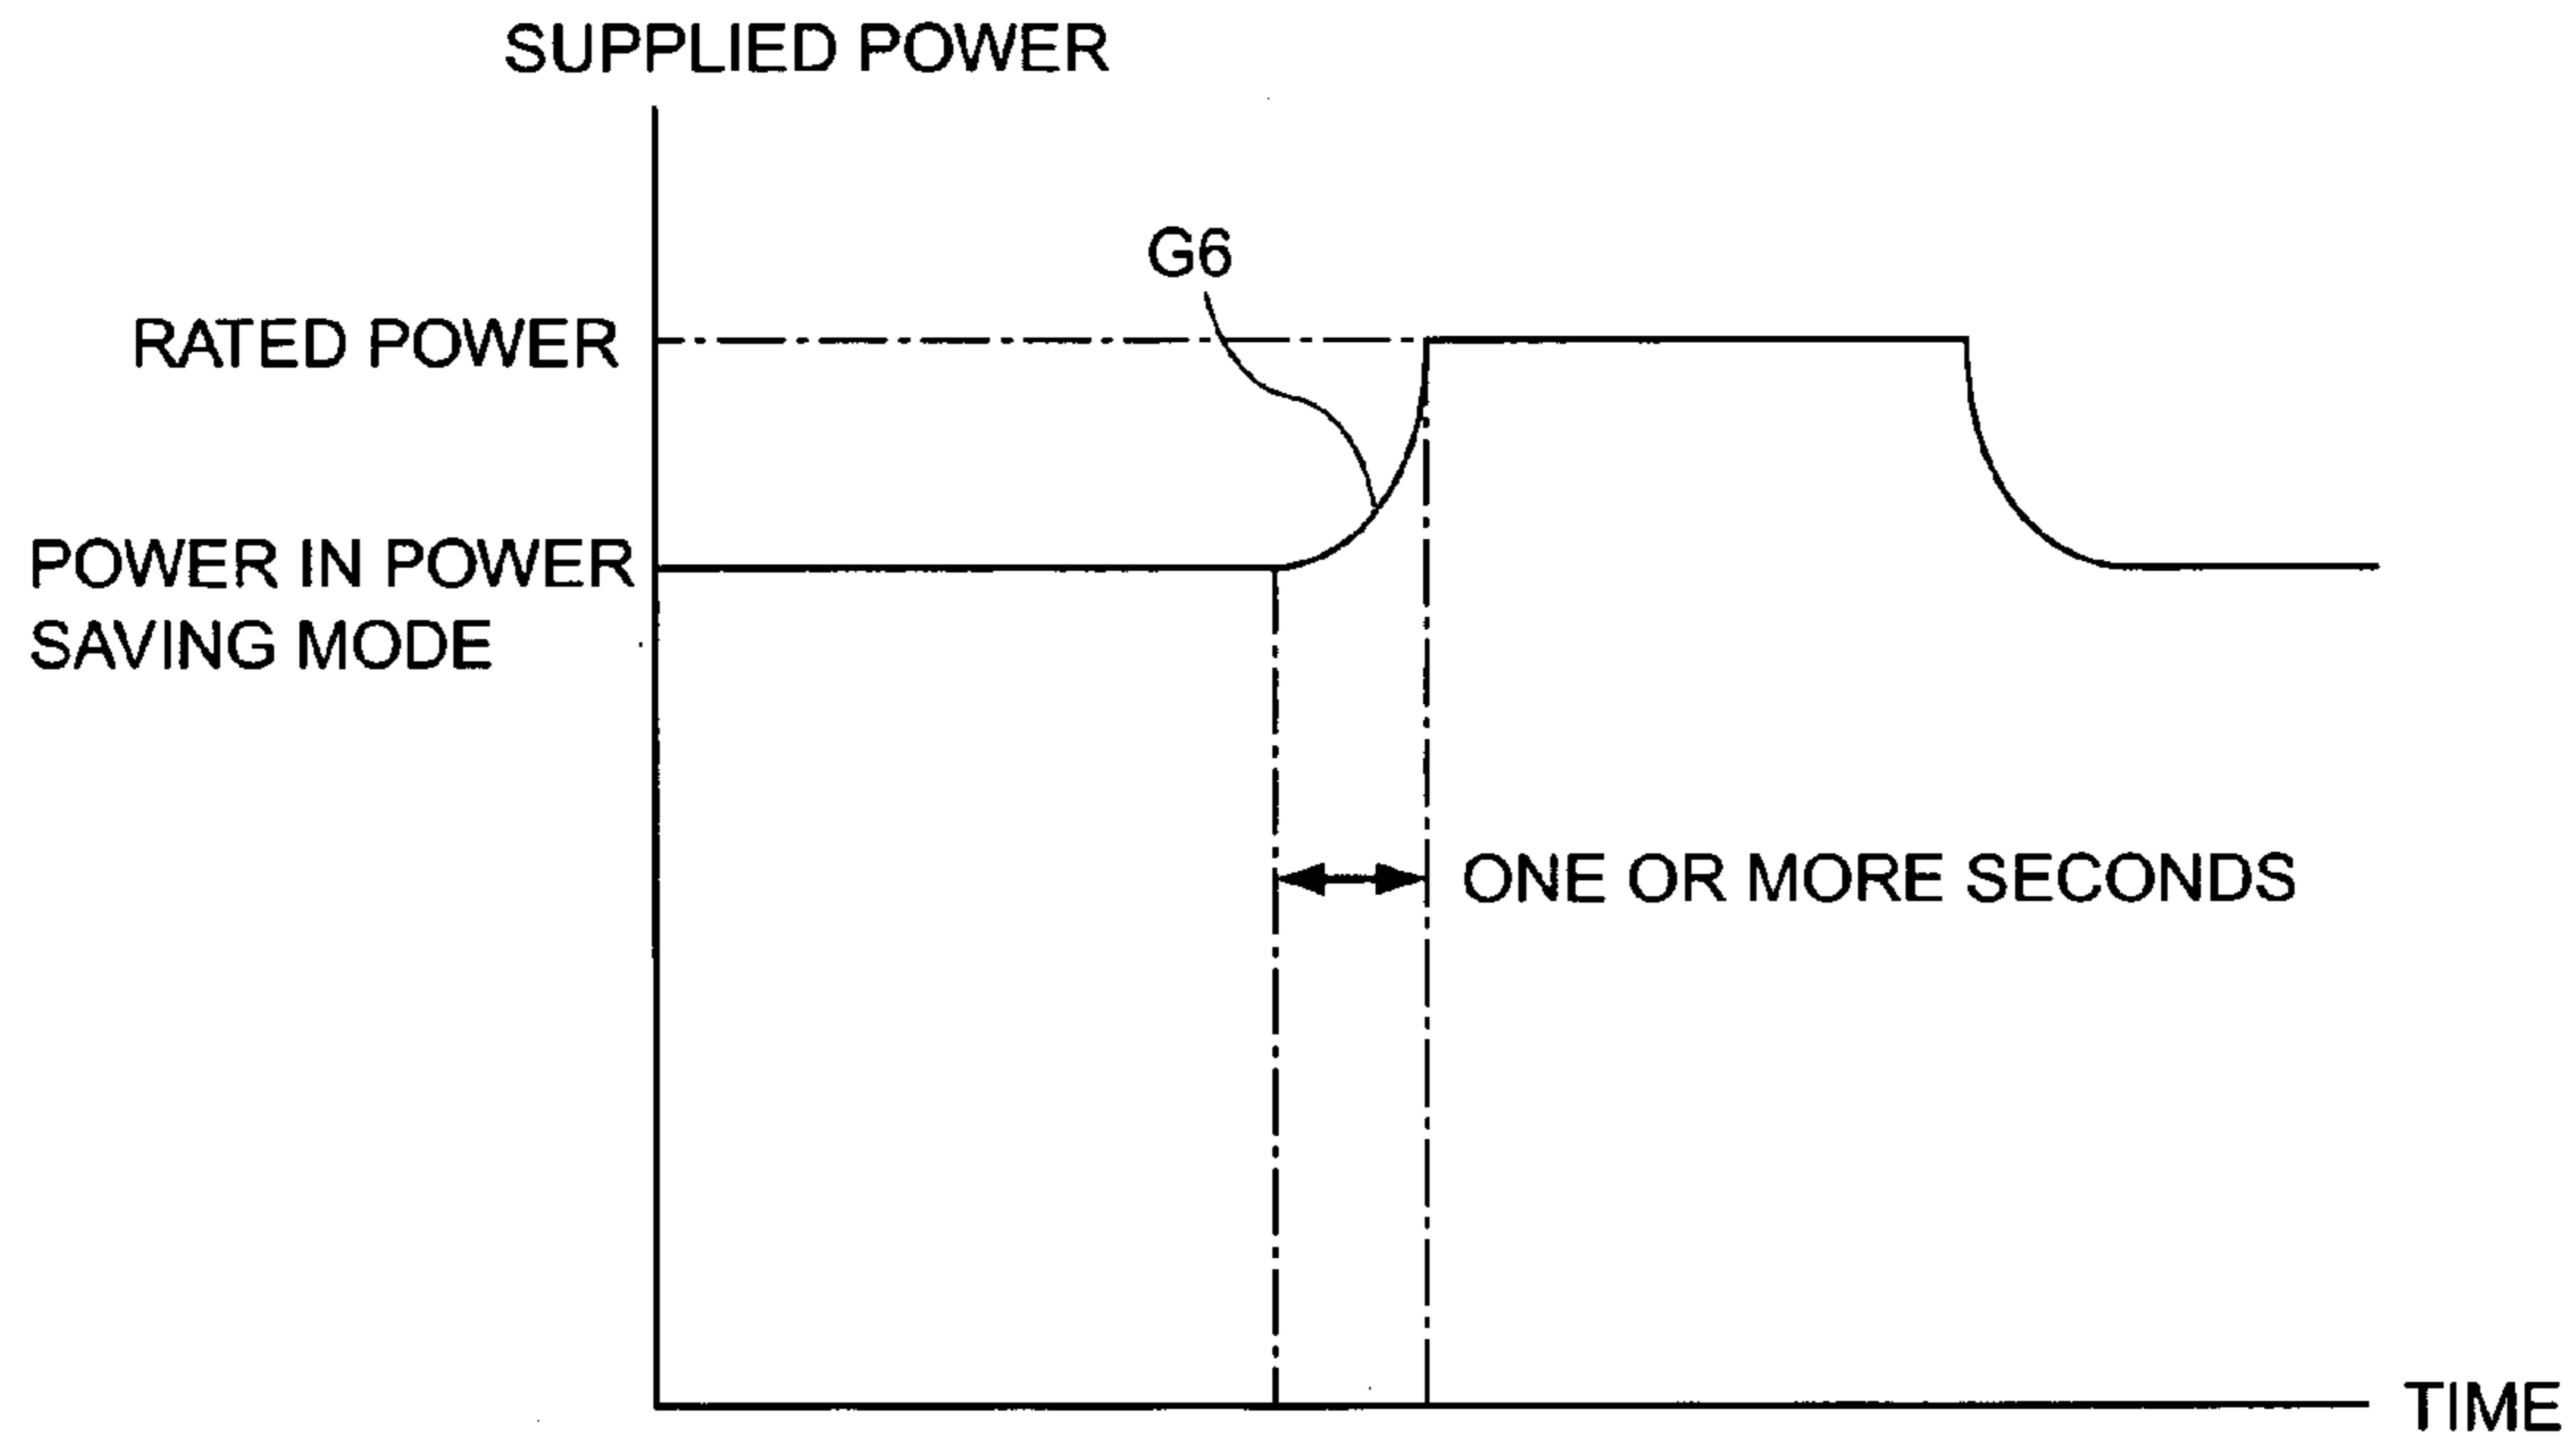 SUPPLIED POWER
G6
RATED POWER
POWER IN POWER
SAVING MODE
ONE OR MORE SECONDS
TIME